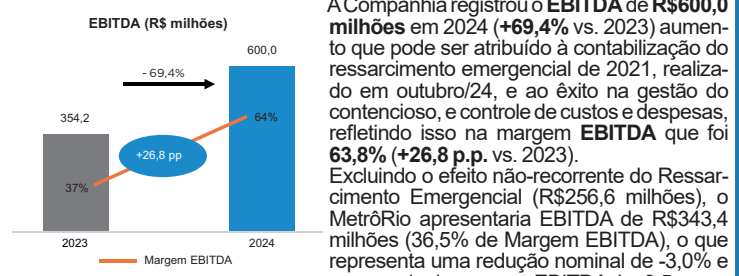 EBITDA (R$ milhões)
600,0
- 69,4%
354,2
64%
+26,8 pp
37%
2023
2024
Margem EBITDA
A Companhia registrou o EBITDA de R$600,0
milhões em 2024 (+69,4% vs. 2023) aumen-
to que pode ser atribuído à contabilização do
ressarcimento emergencial de 2021, realiza-
do em outubro/24, e ao êxito na gestão do
contencioso, e controle de custos e despesas,
refletindo isso na margem EBITDA que foi
63,8% (+26,8 p.p. vs. 2023).
Excluindo o efeito não-recorrente do Ressar-
cimento Emergencial (R$256,6 milhões), o
MetrôRio apresentaria EBITDA de R$343,4
milhões (36,5% de Margem EBITDA), o que
representa uma redução nominal de -3,0% e